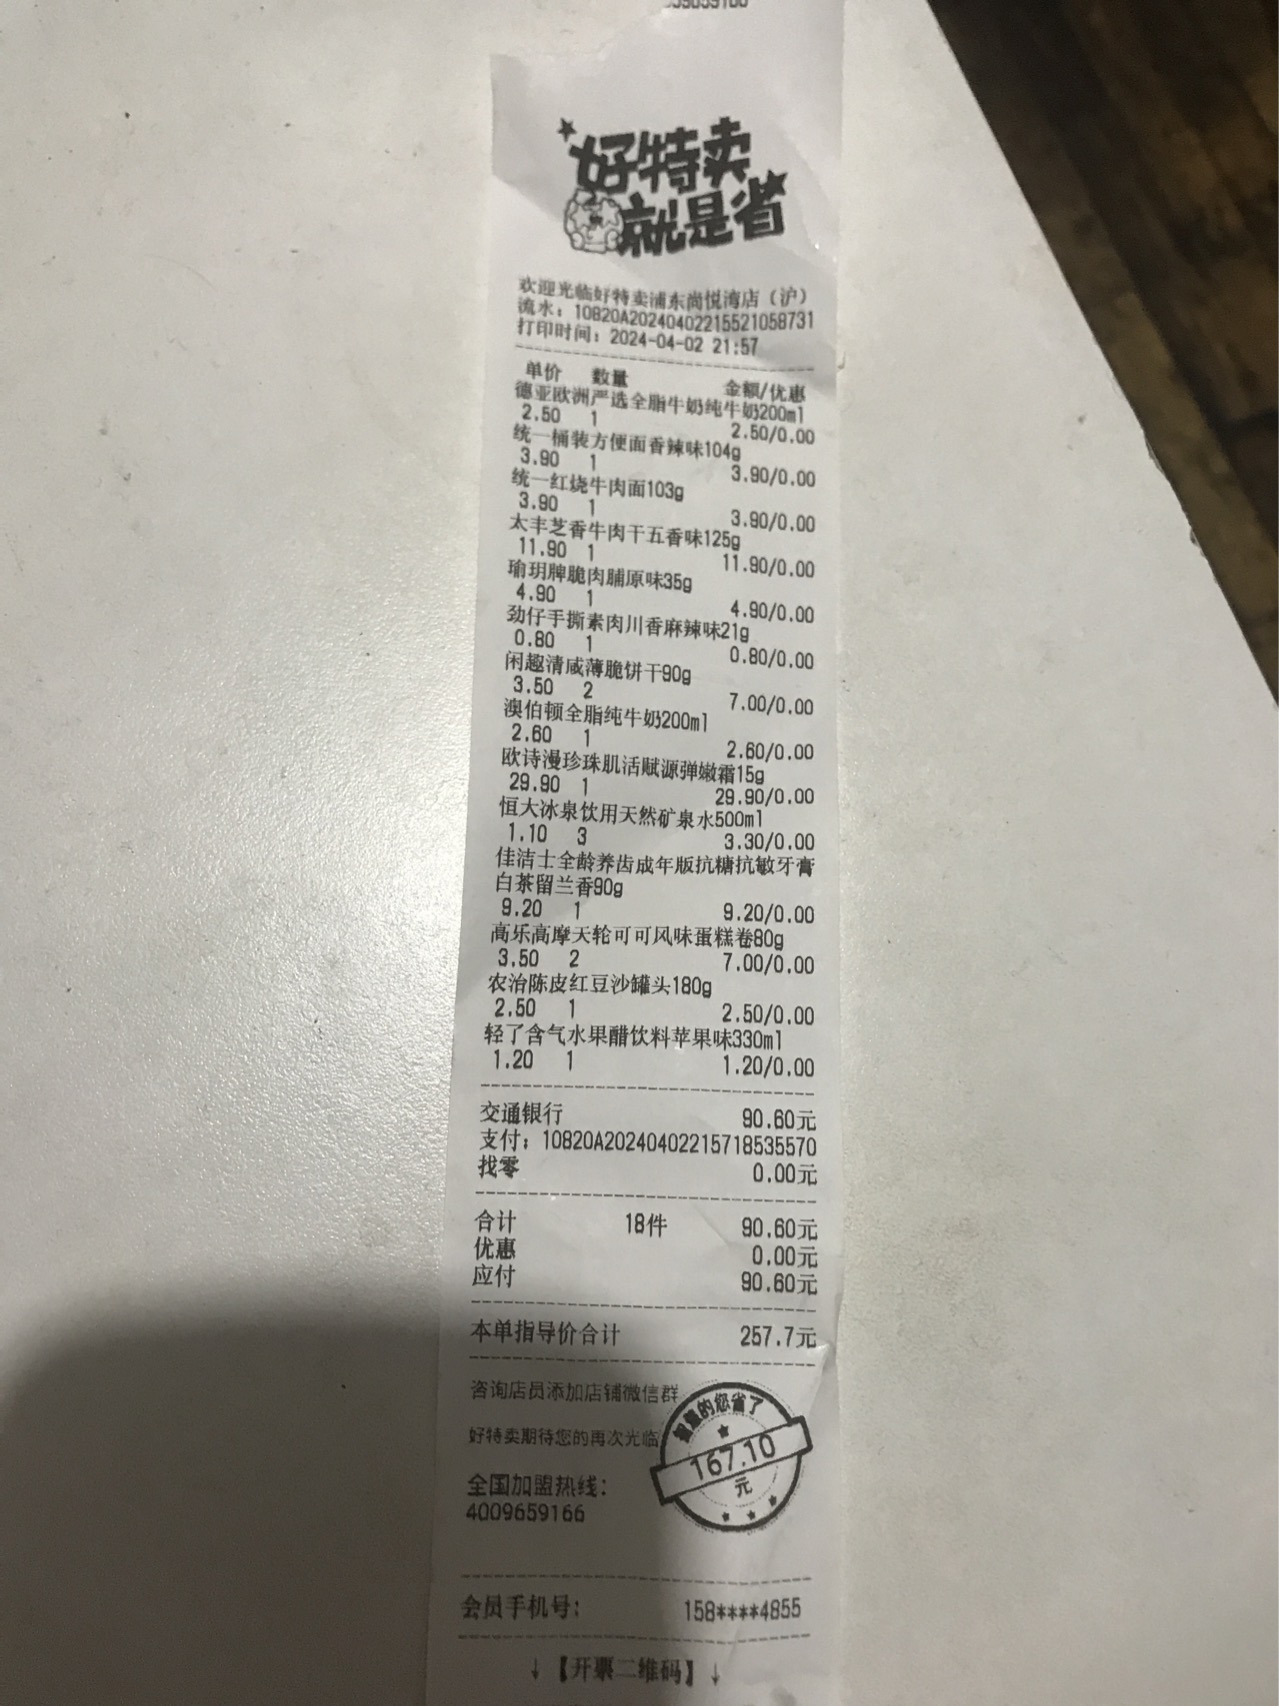 好特卖
就是省
欢迎光临好特卖浦东尚悦湾店（沪）
流水：10820A20240402215521058731
打印时间：2024-04-02 21:57
单价 数量 金额/优惠
德亚欧洲严选全脂牛奶纯牛奶200ml
2.50 1 2.50/0.00
统一桶装方便面香辣味104g
3.90 1 3.90/0.00
统一红烧牛肉面103g
3.90 1 3.90/0.00
太丰芝香牛肉干五香味125g
11.90 1 11.90/0.00
瑜玥牌脆肉脯原味35g
4.90 1 4.90/0.00
劲仔手撕素肉川香麻辣味21g
0.80 1 0.80/0.00
闲趣清咸薄脆饼干90g
3.50 2 7.00/0.00
澳伯顿全脂纯牛奶200ml
2.60 1 2.60/0.00
欧诗漫珍珠肌活赋源弹嫩霜15g
29.90 1 29.90/0.00
恒大冰泉饮用天然矿泉水500ml
1.10 3 3.30/0.00
佳洁士全龄养齿成年版抗糖抗敏牙膏
白茶留兰香90g
9.20 1 9.20/0.00
高乐高摩天轮可可风味蛋糕卷80g
3.50 2 7.00/0.00
农治陈皮红豆沙罐头180g
2.50 1 2.50/0.00
轻了含气水果醋饮料苹果味330ml
1.20 1 1.20/0.00
交通银行 90.60元
支付：10820A20240402215718535570
找零 0.00元
合计 18件 90.60元
优惠 0.00元
应付 90.60元
本单指导价合计 257.7元
咨询店员添加店铺微信群
好特卖期待您的再次光临
的您省了
167.10
元
全国加盟热线：
4009659166
会员手机号： 158****4855
↓【开票二维码】↓